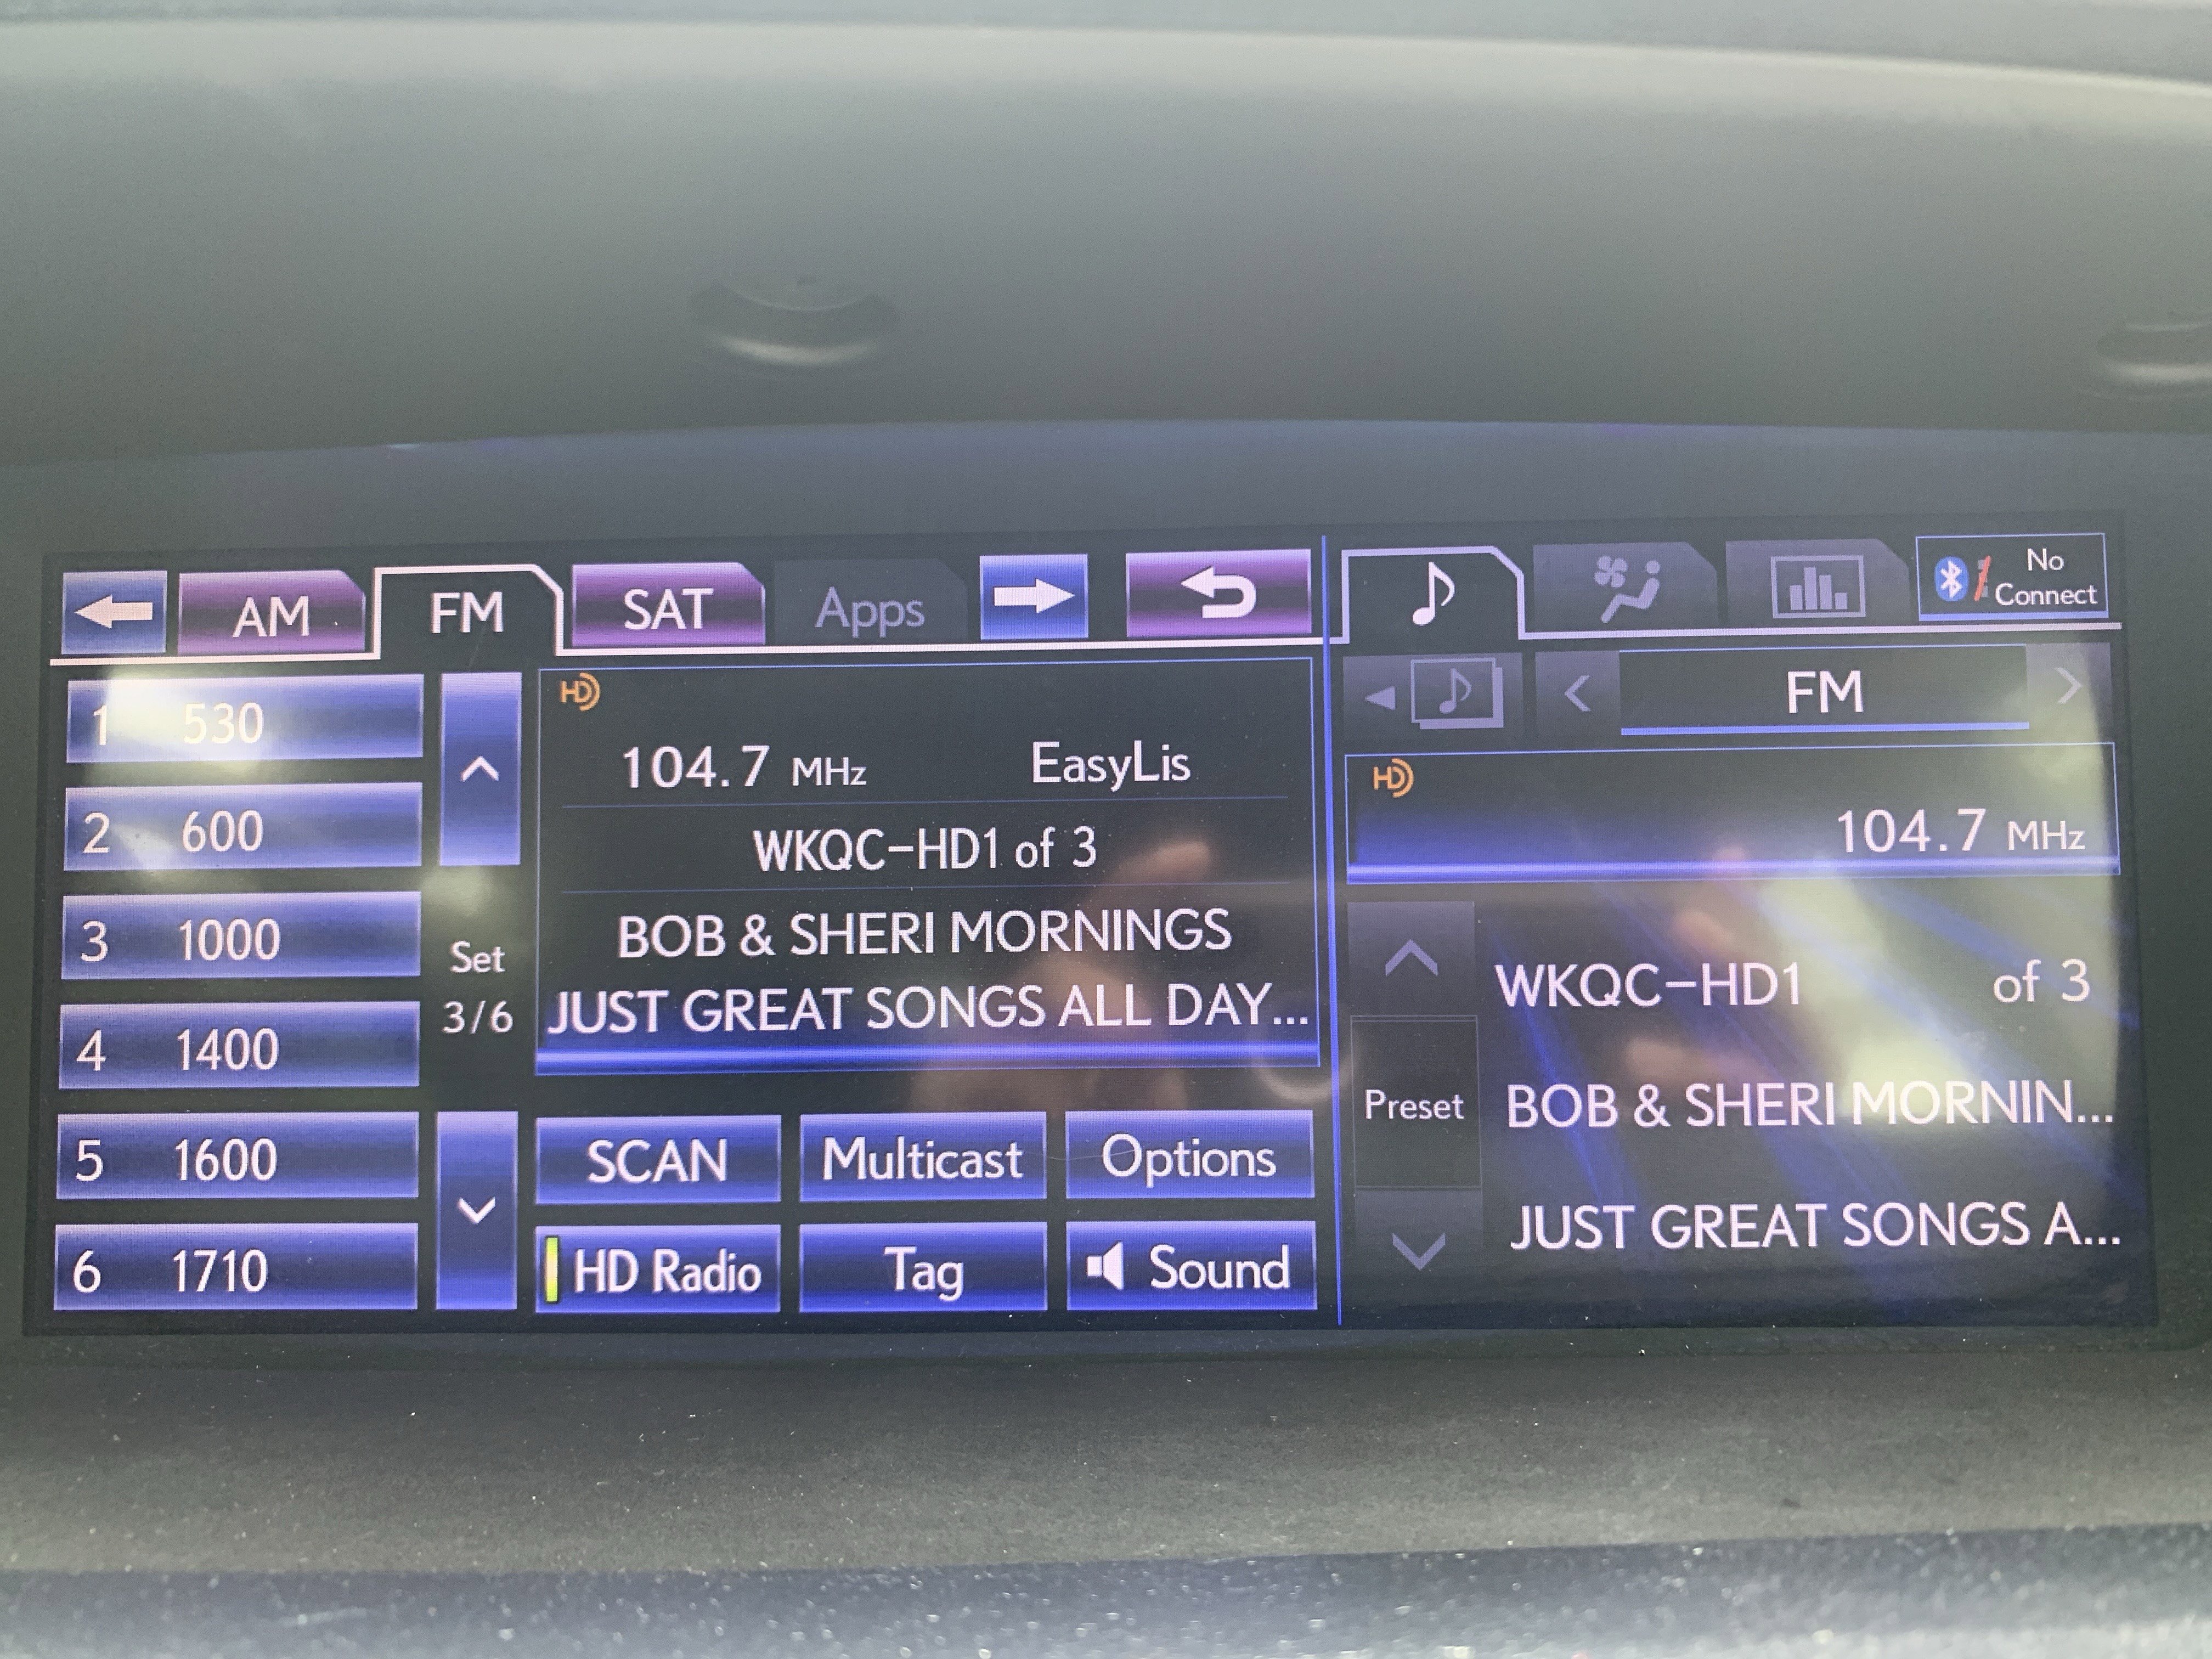 AM FM SAT Apps
No
Connect
1 530
2 600
3 1000
4 1400
5 1600
6 1710
Set
3/6
HD
104.7 MHz EasyLis
WKQC-HD1 of 3
BOB & SHERI MORNINGS
JUST GREAT SONGS ALL DAY...
SCAN Multicast Options
HD Radio Tag Sound
FM
HD
104.7 MHz
WKQC-HD1 of 3
Preset
BOB & SHERI MORNIN...
JUST GREAT SONGS A...